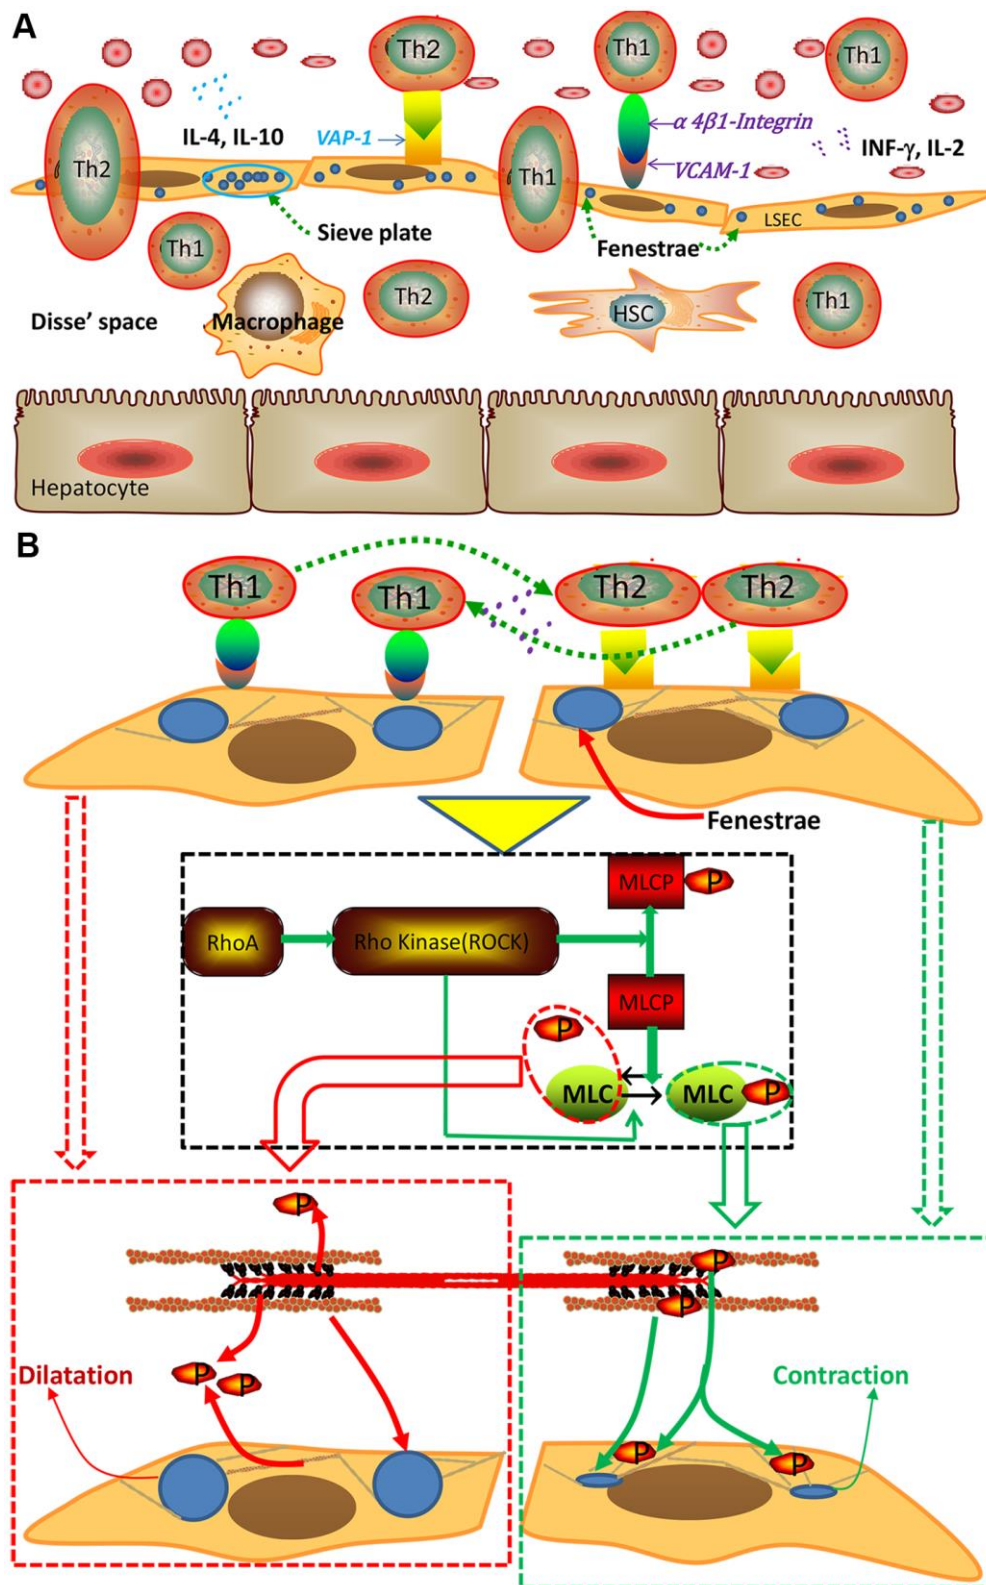 A
Th2
Th1
Th1
IL-4, IL-10
VAP-1
α 4β1-Integrin
INF-γ, IL-2
Th2
Th1
VCAM-1
LSEC
Sieve plate
Fenestrae
Th1
Th2
Th1
Disse’ space
Macrophage
HSC
Hepatocyte
B
Th1
Th1
Th2
Th2
Fenestrae
MLCP
P
RhoA
Rho Kinase(ROCK)
MLCP
P
MLC
MLC
P
P
P
P
Dilatation
P
P
Contraction
P
P